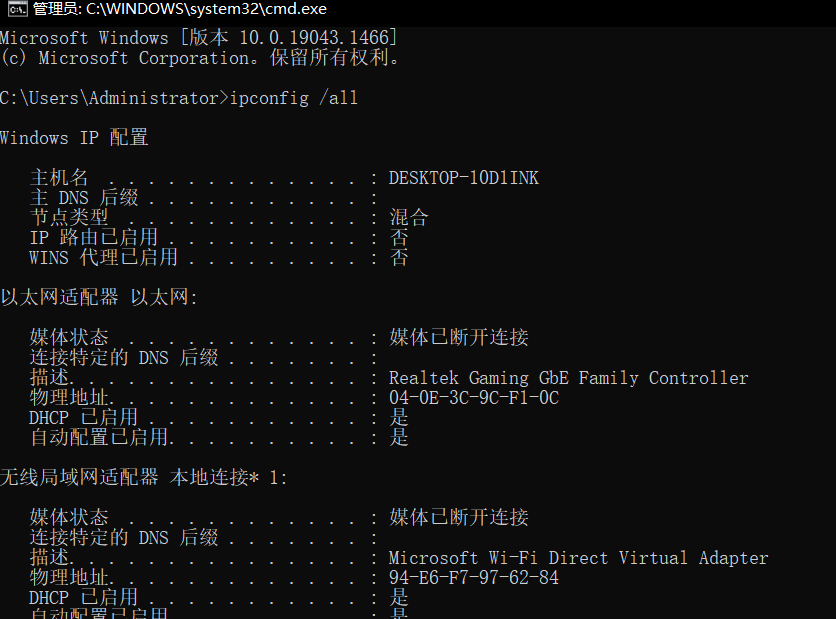 管理员: C:\WINDOWS\system32\cmd.exe
Microsoft Windows [版本 10.0.19043.1466]
(c) Microsoft Corporation。保留所有权利。
C:\Users\Administrator>ipconfig /all
Windows IP 配置
主机名 . . . . . . . . . . . . . : DESKTOP-10D1INK
主 DNS 后缀 . . . . . . . . . . . :
节点类型 . . . . . . . . . . . . : 混合
IP 路由已启用 . . . . . . . . . . : 否
WINS 代理已启用 . . . . . . . . . : 否
以太网适配器 以太网:
媒体状态 . . . . . . . . . . . . : 媒体已断开连接
连接特定的 DNS 后缀 . . . . . . . :
描述. . . . . . . . . . . . . . . : Realtek Gaming GbE Family Controller
物理地址. . . . . . . . . . . . . : 04-0E-3C-9C-F1-0C
DHCP 已启用 . . . . . . . . . . . : 是
自动配置已启用. . . . . . . . . . : 是
无线局域网适配器 本地连接* 1:
媒体状态 . . . . . . . . . . . . : 媒体已断开连接
连接特定的 DNS 后缀 . . . . . . . :
描述. . . . . . . . . . . . . . . : Microsoft Wi-Fi Direct Virtual Adapter
物理地址. . . . . . . . . . . . . : 94-E6-F7-97-62-84
DHCP 已启用 . . . . . . . . . . . : 是
自动配置已启用. . . . . . . . . . : 是